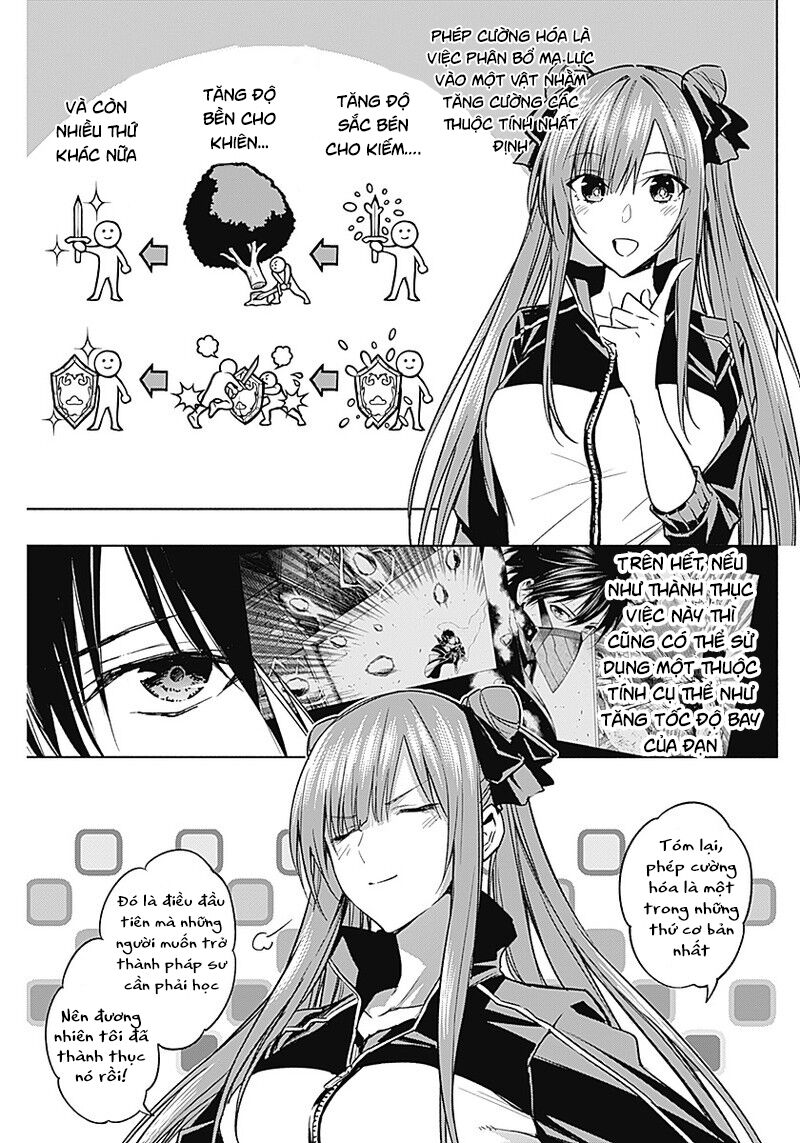 PHÉP CƯỜNG HÓA LÀ
VIỆC PHÂN BỔ MA LỰC
VÀO MỘT VẬT NHẰM
TĂNG CƯỜNG CÁC
THUỘC TÍNH NHẤT
ĐỊNH
TĂNG ĐỘ
SẮC BÉN
CHO KIẾM....
TĂNG ĐỘ
BỀN CHO
KHIÊN...
VÀ CÒN
NHIỀU THỨ
KHÁC NỮA
TRÊN HẾT, NẾU
NHƯ THÀNH THỤC
VIỆC NÀY THÌ
CŨNG CÓ THỂ SỬ
DỤNG MỘT THUỘC
TÍNH CỤ THỂ NHƯ
TĂNG TỐC ĐỘ BAY
CỦA ĐẠN
Tóm lại,
phép cường
hóa là một
trong những
thứ cơ bản
nhất
Đó là điều đầu
tiên mà những
người muốn trở
thành pháp sư
cần phải học
Nên đương
nhiên tôi đã
thành thục
nó rồi!